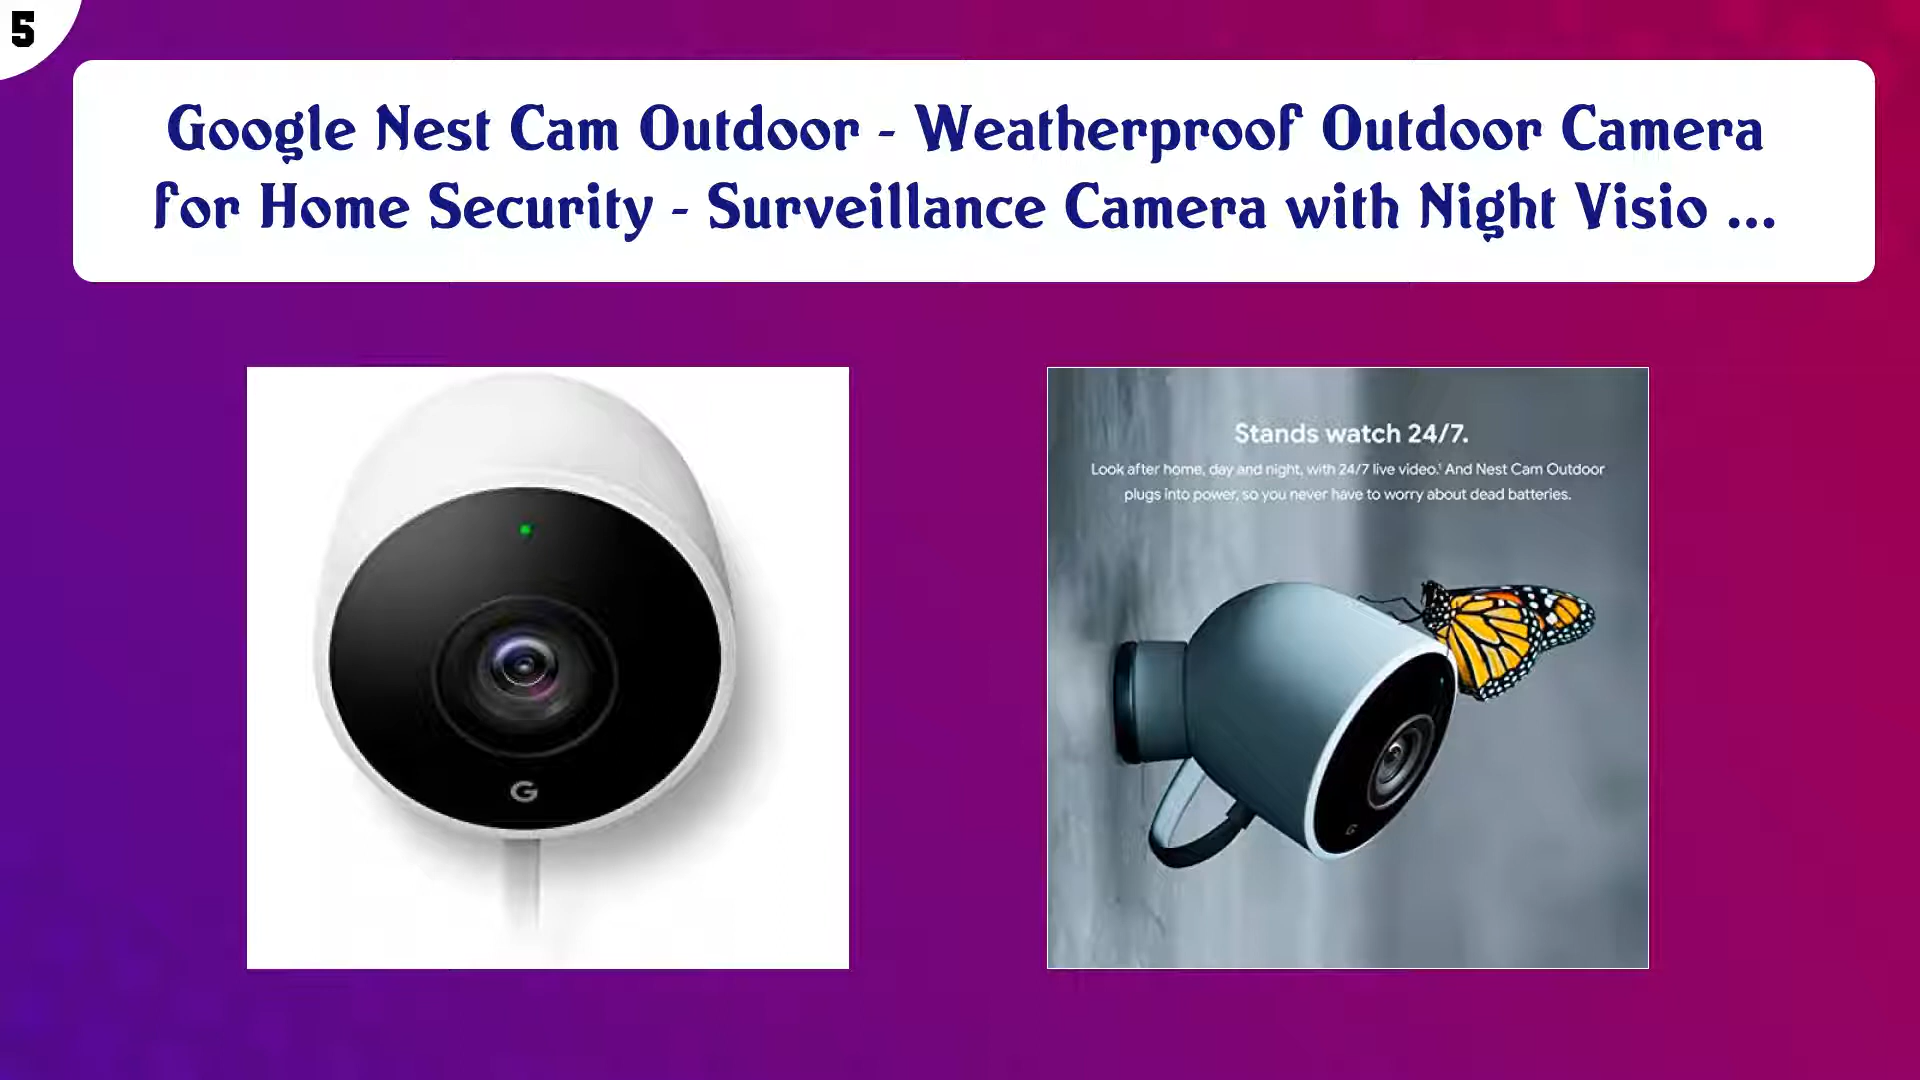 5
Google Nest Cam Outdoor - Weatherproof Outdoor Camera
for Home Security - Surveillance Camera with Night Visio ...
G
Stands watch 24/7.
Look after home, day and night, with 24/7 live video.¹ And Nest Cam Outdoor
plugs into power, so you never have to worry about dead batteries.
G